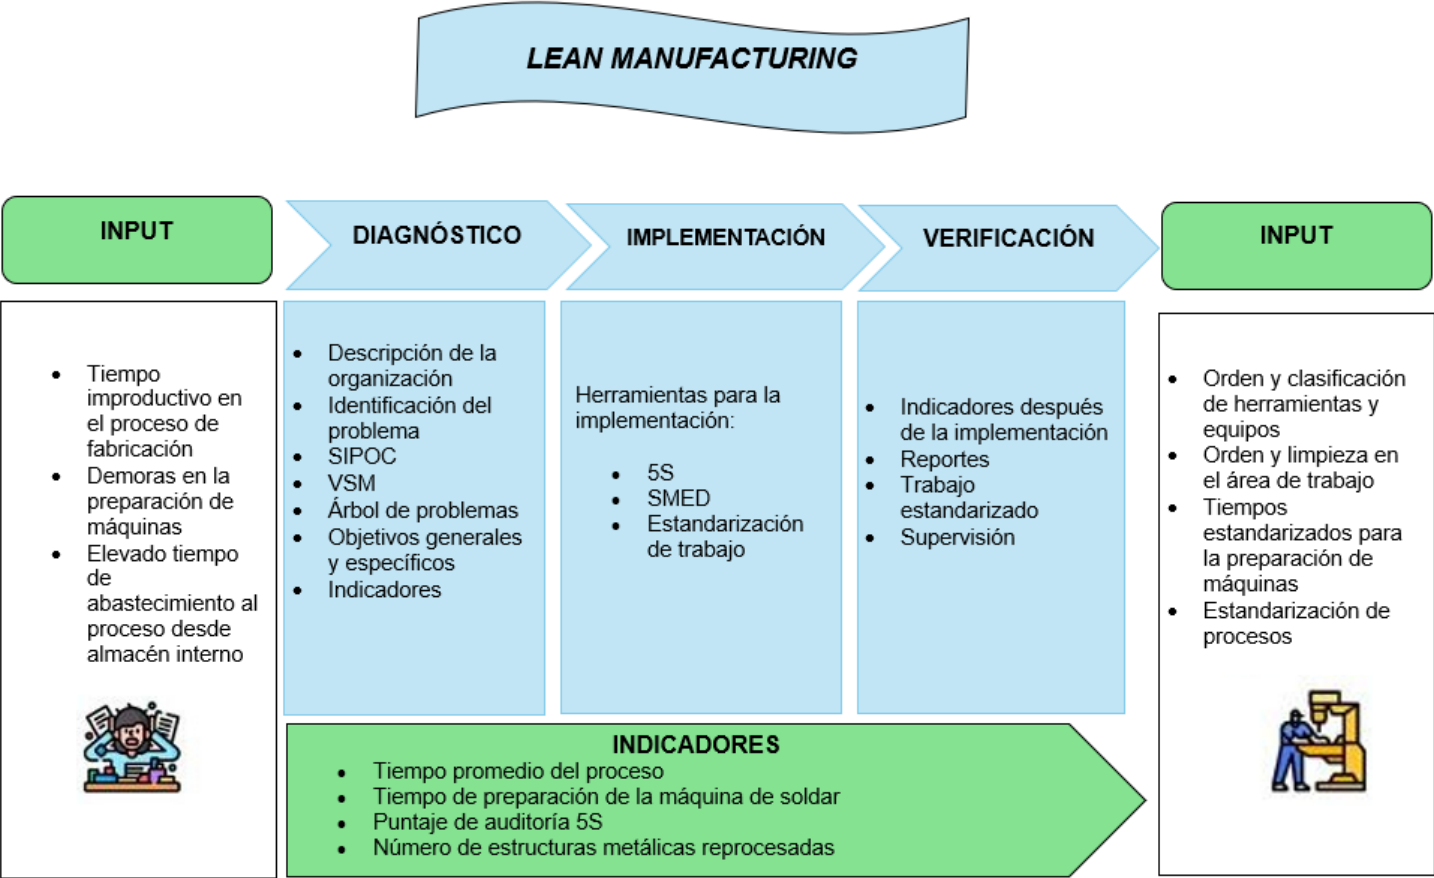 LEAN MANUFACTURING
INPUT
DIAGNÓSTICO
IMPLEMENTACIÓN
VERIFICACIÓN
INPUT
• Tiempo
improductivo en
el proceso de
fabricación
• Demoras en la
preparación de
máquinas
• Elevado tiempo
de
abastecimiento al
proceso desde
almacén interno
• Descripción de la
organización
• Identificación del
problema
• SIPOC
• VSM
• Árbol de problemas
• Objetivos generales
y específicos
• Indicadores
Herramientas para la
implementación:
• 5S
• SMED
• Estandarización
de trabajo
• Indicadores después
de la implementación
• Reportes
• Trabajo
estandarizado
• Supervisión
• Orden y clasificación
de herramientas y
equipos
• Orden y limpieza en
el área de trabajo
• Tiempos
estandarizados para
la preparación de
máquinas
• Estandarización de
procesos
INDICADORES
• Tiempo promedio del proceso
• Tiempo de preparación de la máquina de soldar
• Puntaje de auditoría 5S
• Número de estructuras metálicas reprocesadas